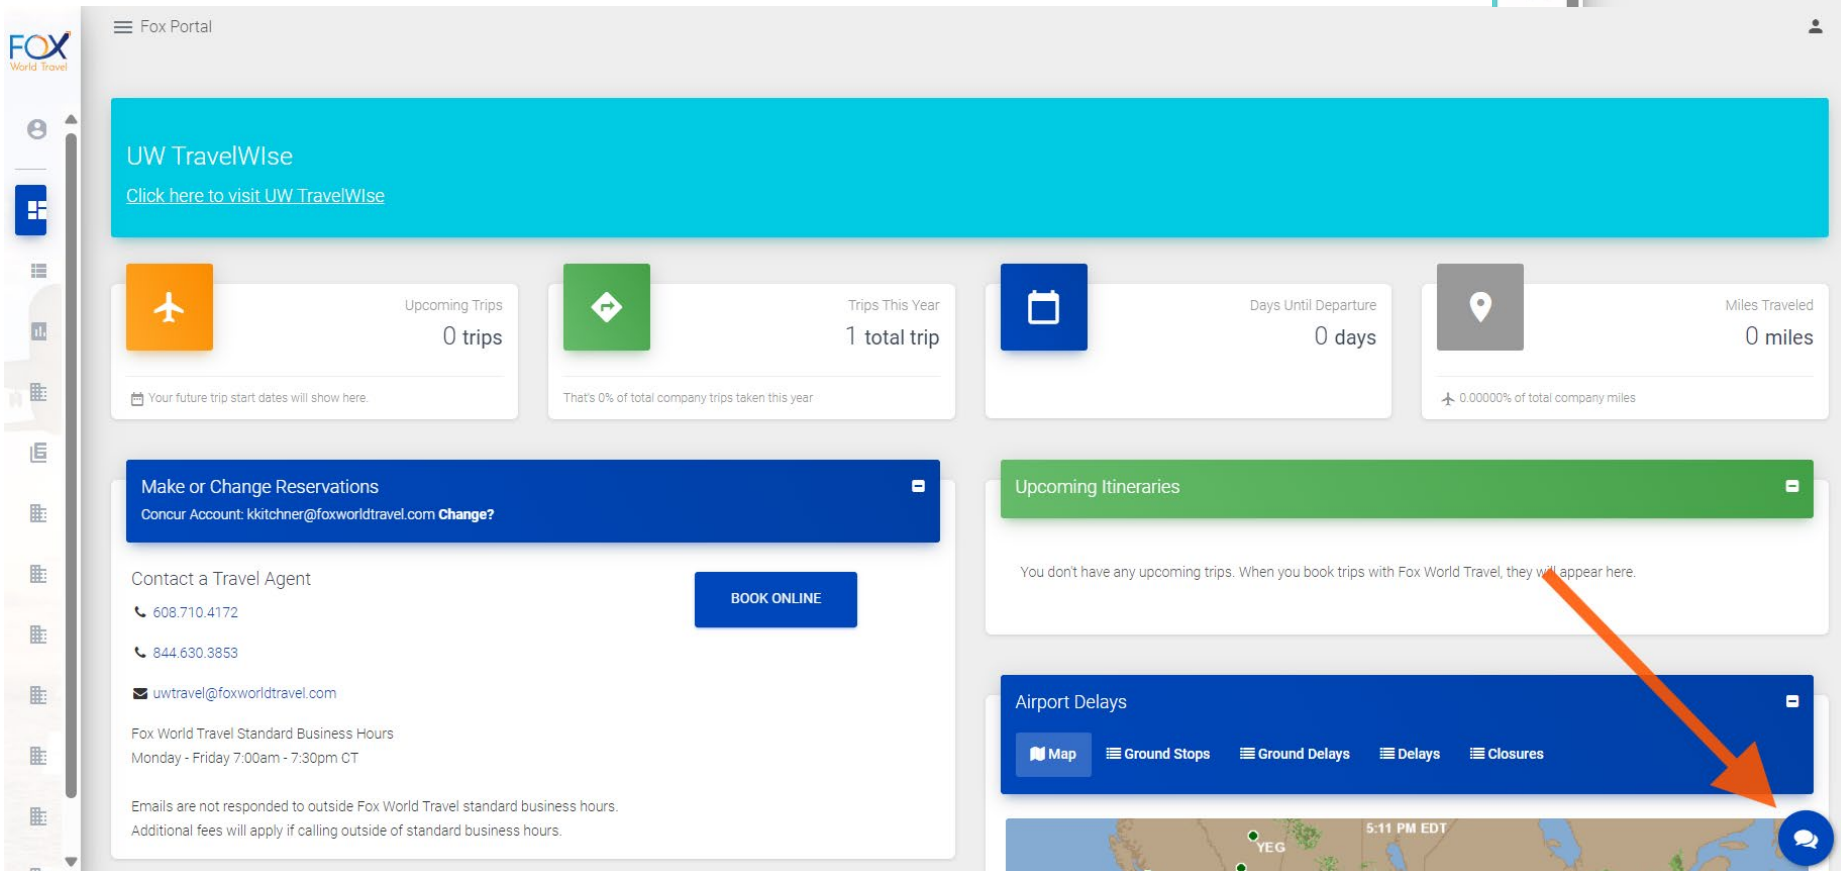 Fox Portal
FOX
World Travel
UW TravelWIse
Click here to visit UW TravelWIse
Upcoming Trips
0 trips
Your future trip start dates will show here.
Trips This Year
1 total trip
That's 0% of total company trips taken this year
Days Until Departure
0 days
Miles Traveled
0 miles
0.00000% of total company miles
Make or Change Reservations
Concur Account: kkitchner@foxworldtravel.com Change?
Contact a Travel Agent
608.710.4172
844.630.3853
uwtravel@foxworldtravel.com
BOOK ONLINE
Fox World Travel Standard Business Hours
Monday - Friday 7:00am - 7:30pm CT
Emails are not responded to outside Fox World Travel standard business hours.
Additional fees will apply if calling outside of standard business hours.
Upcoming Itineraries
You don't have any upcoming trips. When you book trips with Fox World Travel, they will appear here.
Airport Delays
Map Ground Stops Ground Delays Delays Closures
5:11 PM EDT
YEG